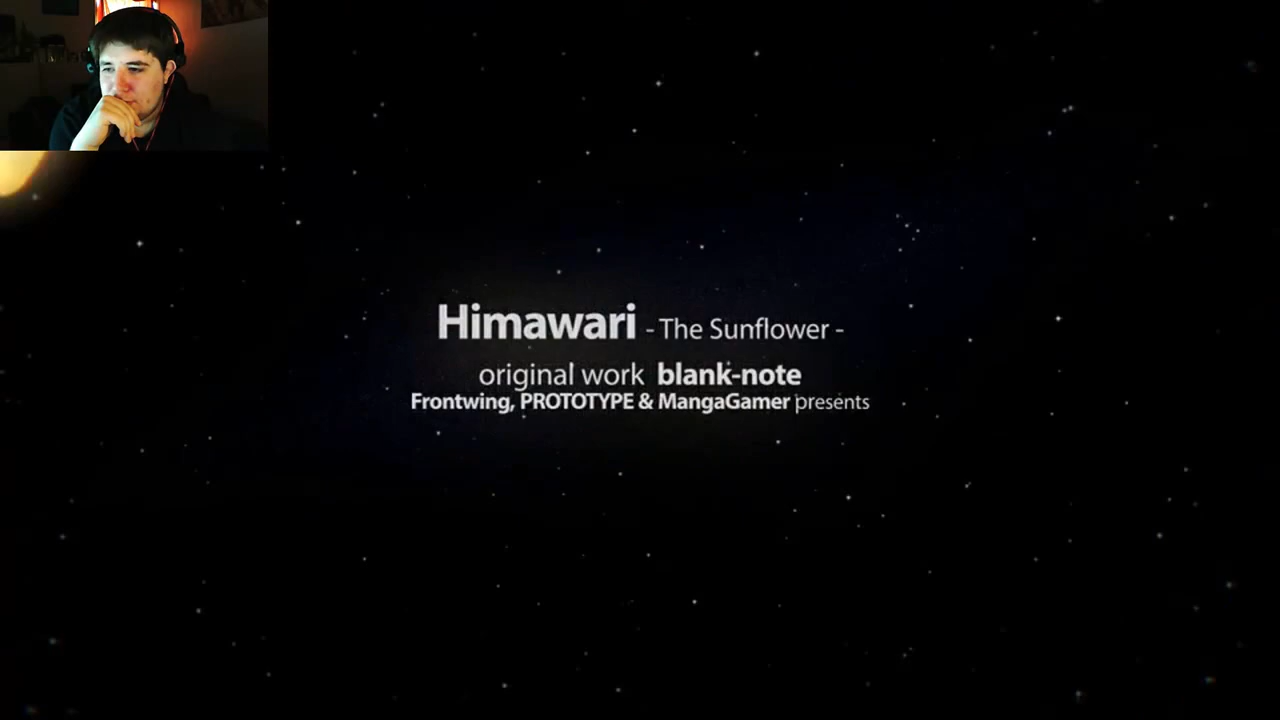 Himawari - The Sunflower -
original work blank-note
Frontwing, PROTOTYPE & MangaGamer presents